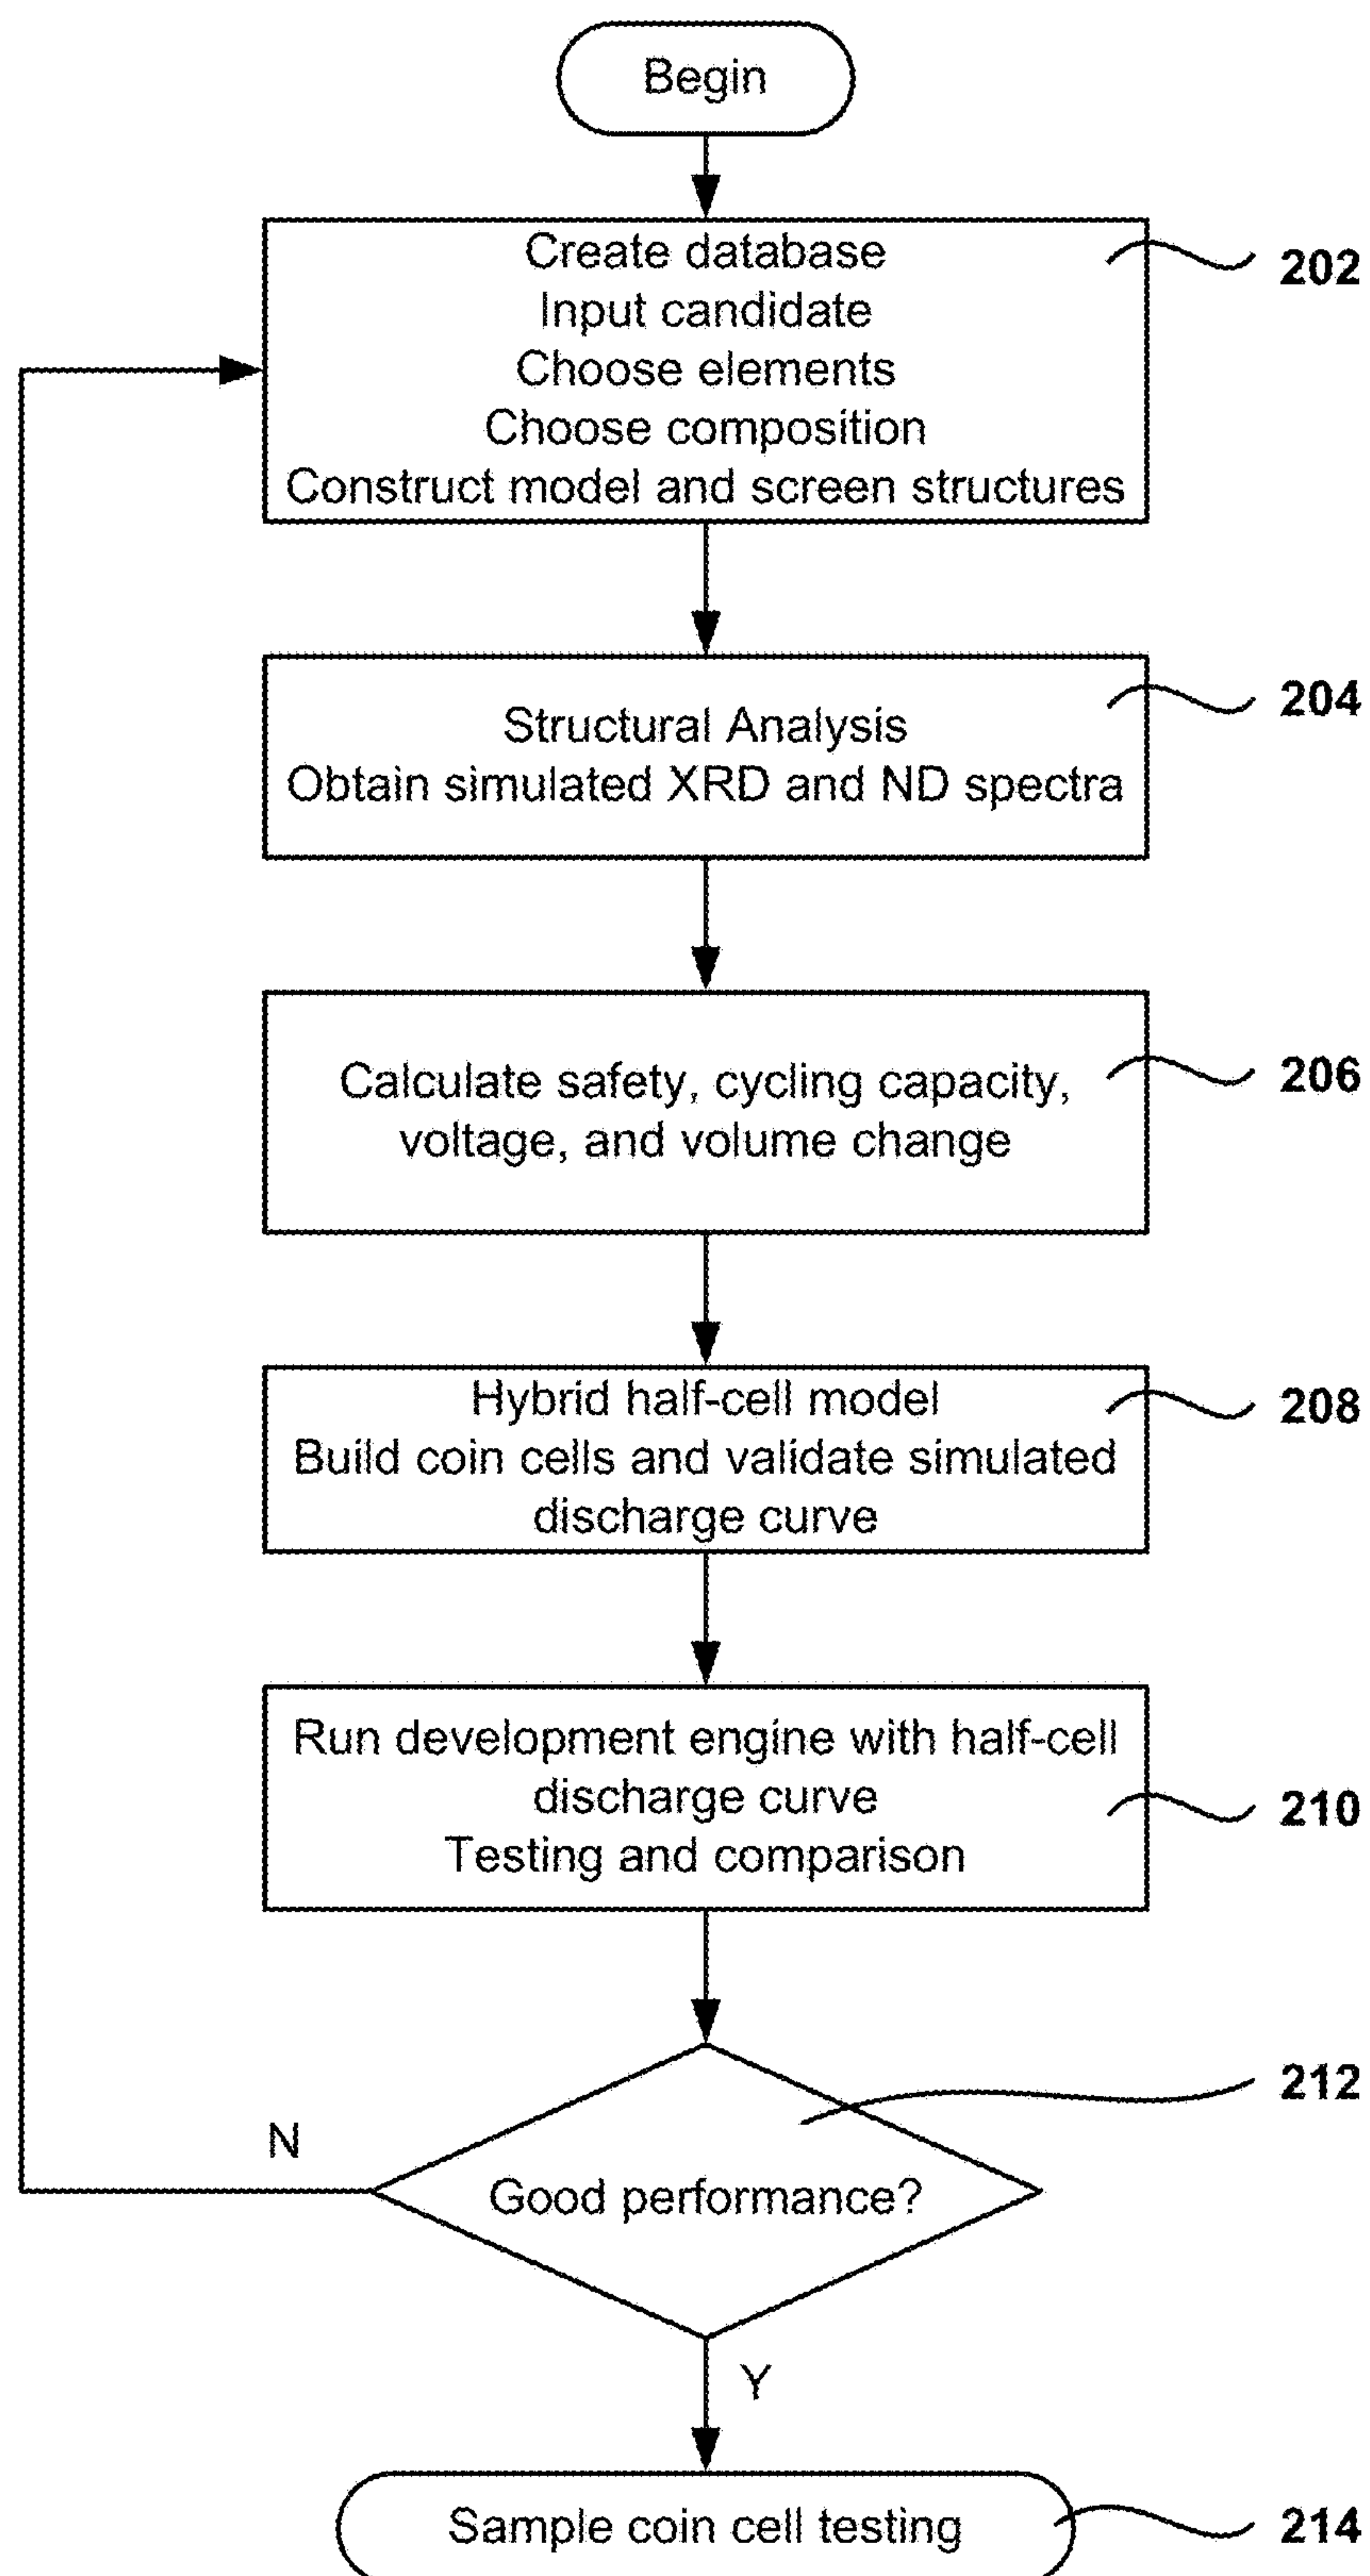 Begin
Create database
Input candidate
Choose elements
Choose composition
Construct model and screen structures
202
Structural Analysis
Obtain simulated XRD and ND spectra
204
Calculate safety, cycling capacity,
voltage, and volume change
206
Hybrid half-cell model
Build coin cells and validate simulated
discharge curve
208
Run development engine with half-cell
discharge curve
Testing and comparison
210
212
N
Good performance?
Y
Sample coin cell testing
214